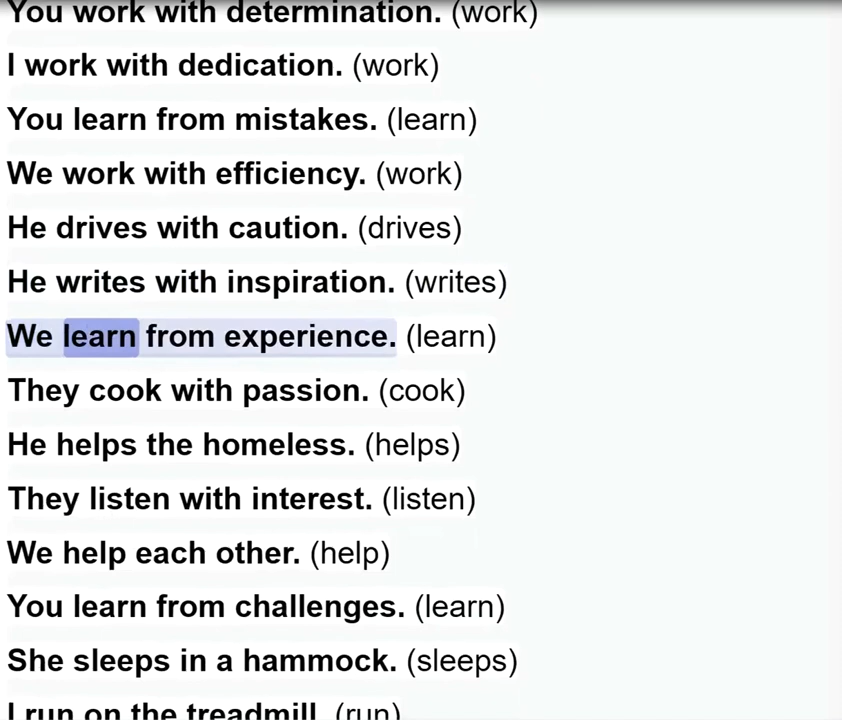 You work with determination. (work)
I work with dedication. (work)
You learn from mistakes. (learn)
We work with efficiency. (work)
He drives with caution. (drives)
He writes with inspiration. (writes)
We learn from experience. (learn)
They cook with passion. (cook)
He helps the homeless. (helps)
They listen with interest. (listen)
We help each other. (help)
You learn from challenges. (learn)
She sleeps in a hammock. (sleeps)
I run on the treadmill. (run)